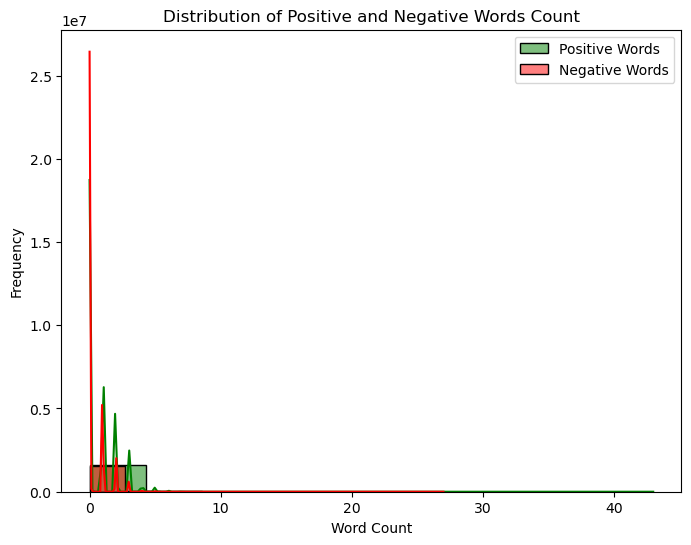 Distribution of Positive and Negative Words Count
1e7
Positive Words
Negative Words
2.5
2.0
1.5
1.0
0.5
0.0
Frequency
0 10 20 30 40
Word Count